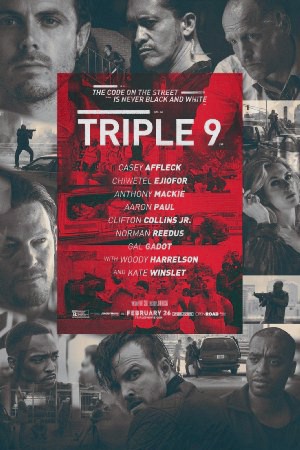 THE CODE ON THE STREET
IS NEVER BLACK AND WHITE
TRIPLE 9
CASEY AFFLECK
CHIWETEL EJIOFOR
ANTHONY MACKIE
AARON PAUL
CLIFTON COLLINS JR.
NORMAN REEDUS
GAL GADOT
WITH WOODY HARRELSON
AND KATE WINSLET
FEBRUARY 26